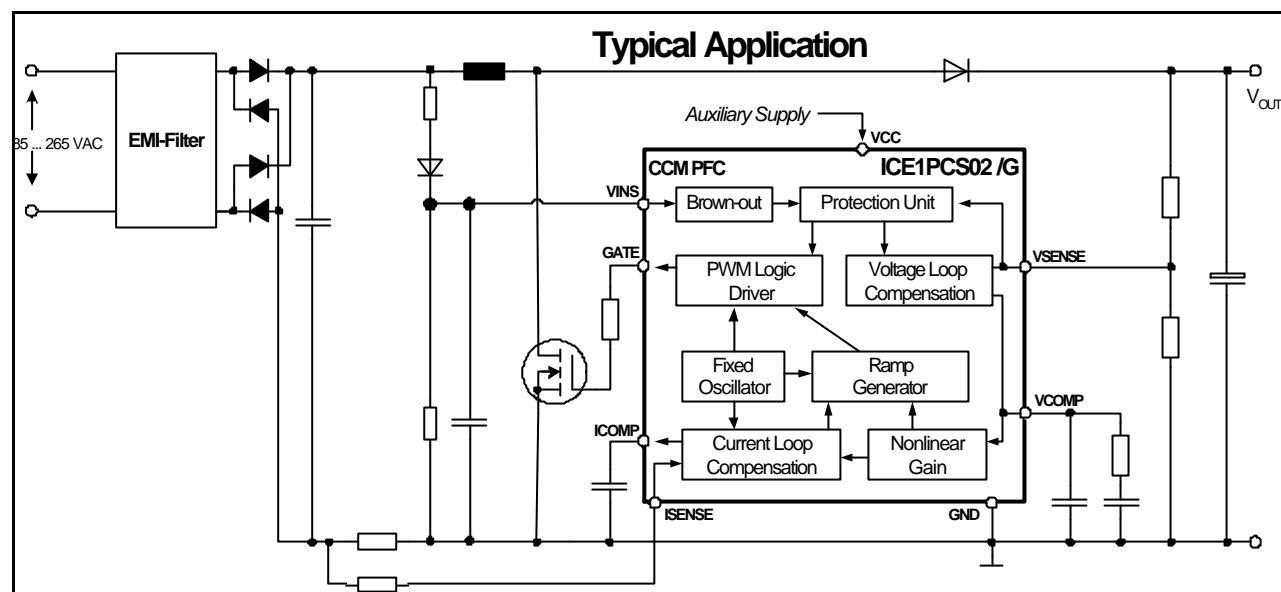 Typical Application
Auxiliary Supply
VCC
V_OUT
EMI-Filter
85 ... 265 VAC
CCM PFC
ICE1PCS02 /G
VINS
Brown-out
Protection Unit
GATE
VSENSE
PWM Logic
Driver
Voltage Loop
Compensation
Fixed
Oscillator
Ramp
Generator
VCOMP
ICOMP
Current Loop
Compensation
Nonlinear
Gain
ISENSE
GND